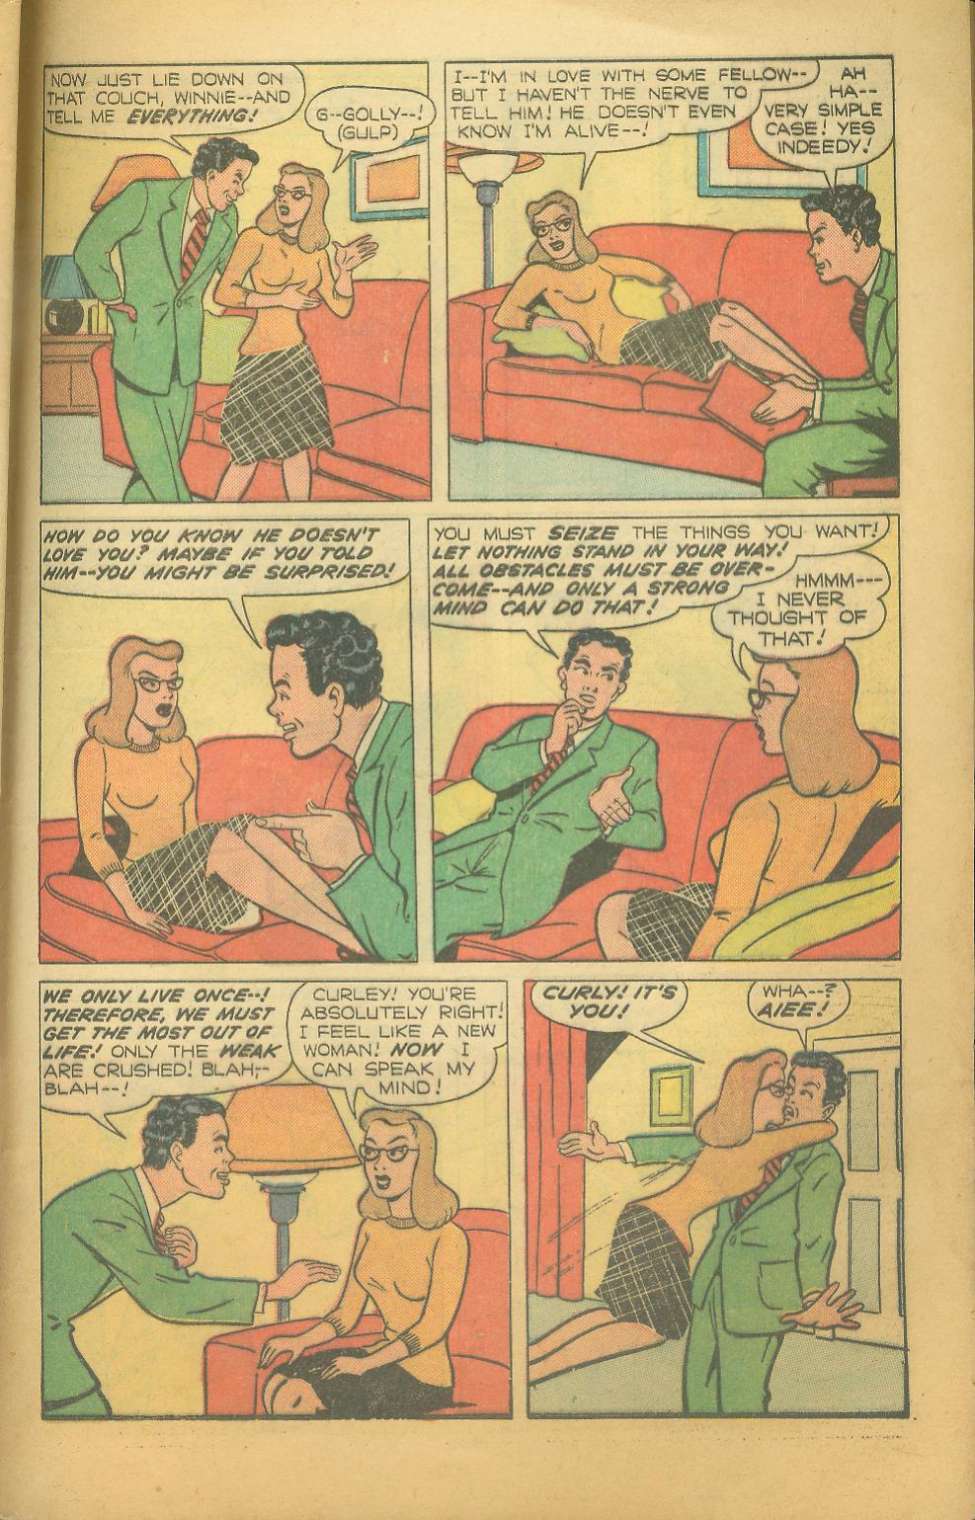 NOW JUST LIE DOWN ON
THAT COUCH, WINNIE--AND
TELL ME EVERYTHING!
G--GOLLY--!
(GULP)
I--I'M IN LOVE WITH SOME FELLOW--
BUT I HAVEN'T THE NERVE TO
TELL HIM! HE DOESN'T EVEN
KNOW I'M ALIVE--!
AH
HA--
VERY SIMPLE
CASE! YES
INDEEDY!
HOW DO YOU KNOW HE DOESN'T
LOVE YOU? MAYBE IF YOU TOLD
HIM--YOU MIGHT BE SURPRISED!
YOU MUST SEIZE THE THINGS YOU WANT!
LET NOTHING STAND IN YOUR WAY!
ALL OBSTACLES MUST BE OVER-
COME--AND ONLY A STRONG
MIND CAN DO THAT!
HMMM---
I NEVER
THOUGHT OF
THAT!
WE ONLY LIVE ONCE--!
THEREFORE, WE MUST
GET THE MOST OUT OF
LIFE! ONLY THE WEAK
ARE CRUSHED! BLAH,-
BLAH--!
CURLEY! YOU'RE
ABSOLUTELY RIGHT!
I FEEL LIKE A NEW
WOMAN! NOW I
CAN SPEAK MY
MIND!
CURLY! IT'S
YOU!
WHA--?
AIEE!